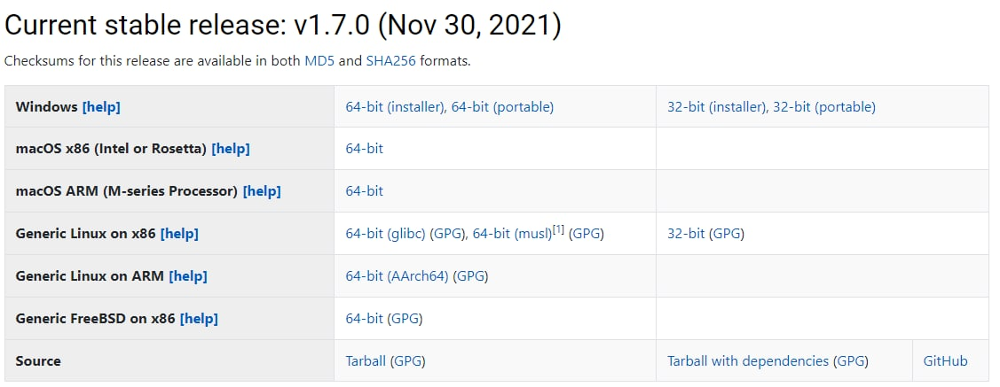 Current stable release: v1.7.0 (Nov 30, 2021)
Checksums for this release are available in both MD5 and SHA256 formats.
Windows [help] 64-bit (installer), 64-bit (portable) 32-bit (installer), 32-bit (portable)
macOS x86 (Intel or Rosetta) [help] 64-bit
macOS ARM (M-series Processor) [help] 64-bit
Generic Linux on x86 [help] 64-bit (glibc) (GPG), 64-bit (musl)[1] (GPG) 32-bit (GPG)
Generic Linux on ARM [help] 64-bit (AArch64) (GPG)
Generic FreeBSD on x86 [help] 64-bit (GPG)
Source Tarball (GPG) Tarball with dependencies (GPG) GitHub